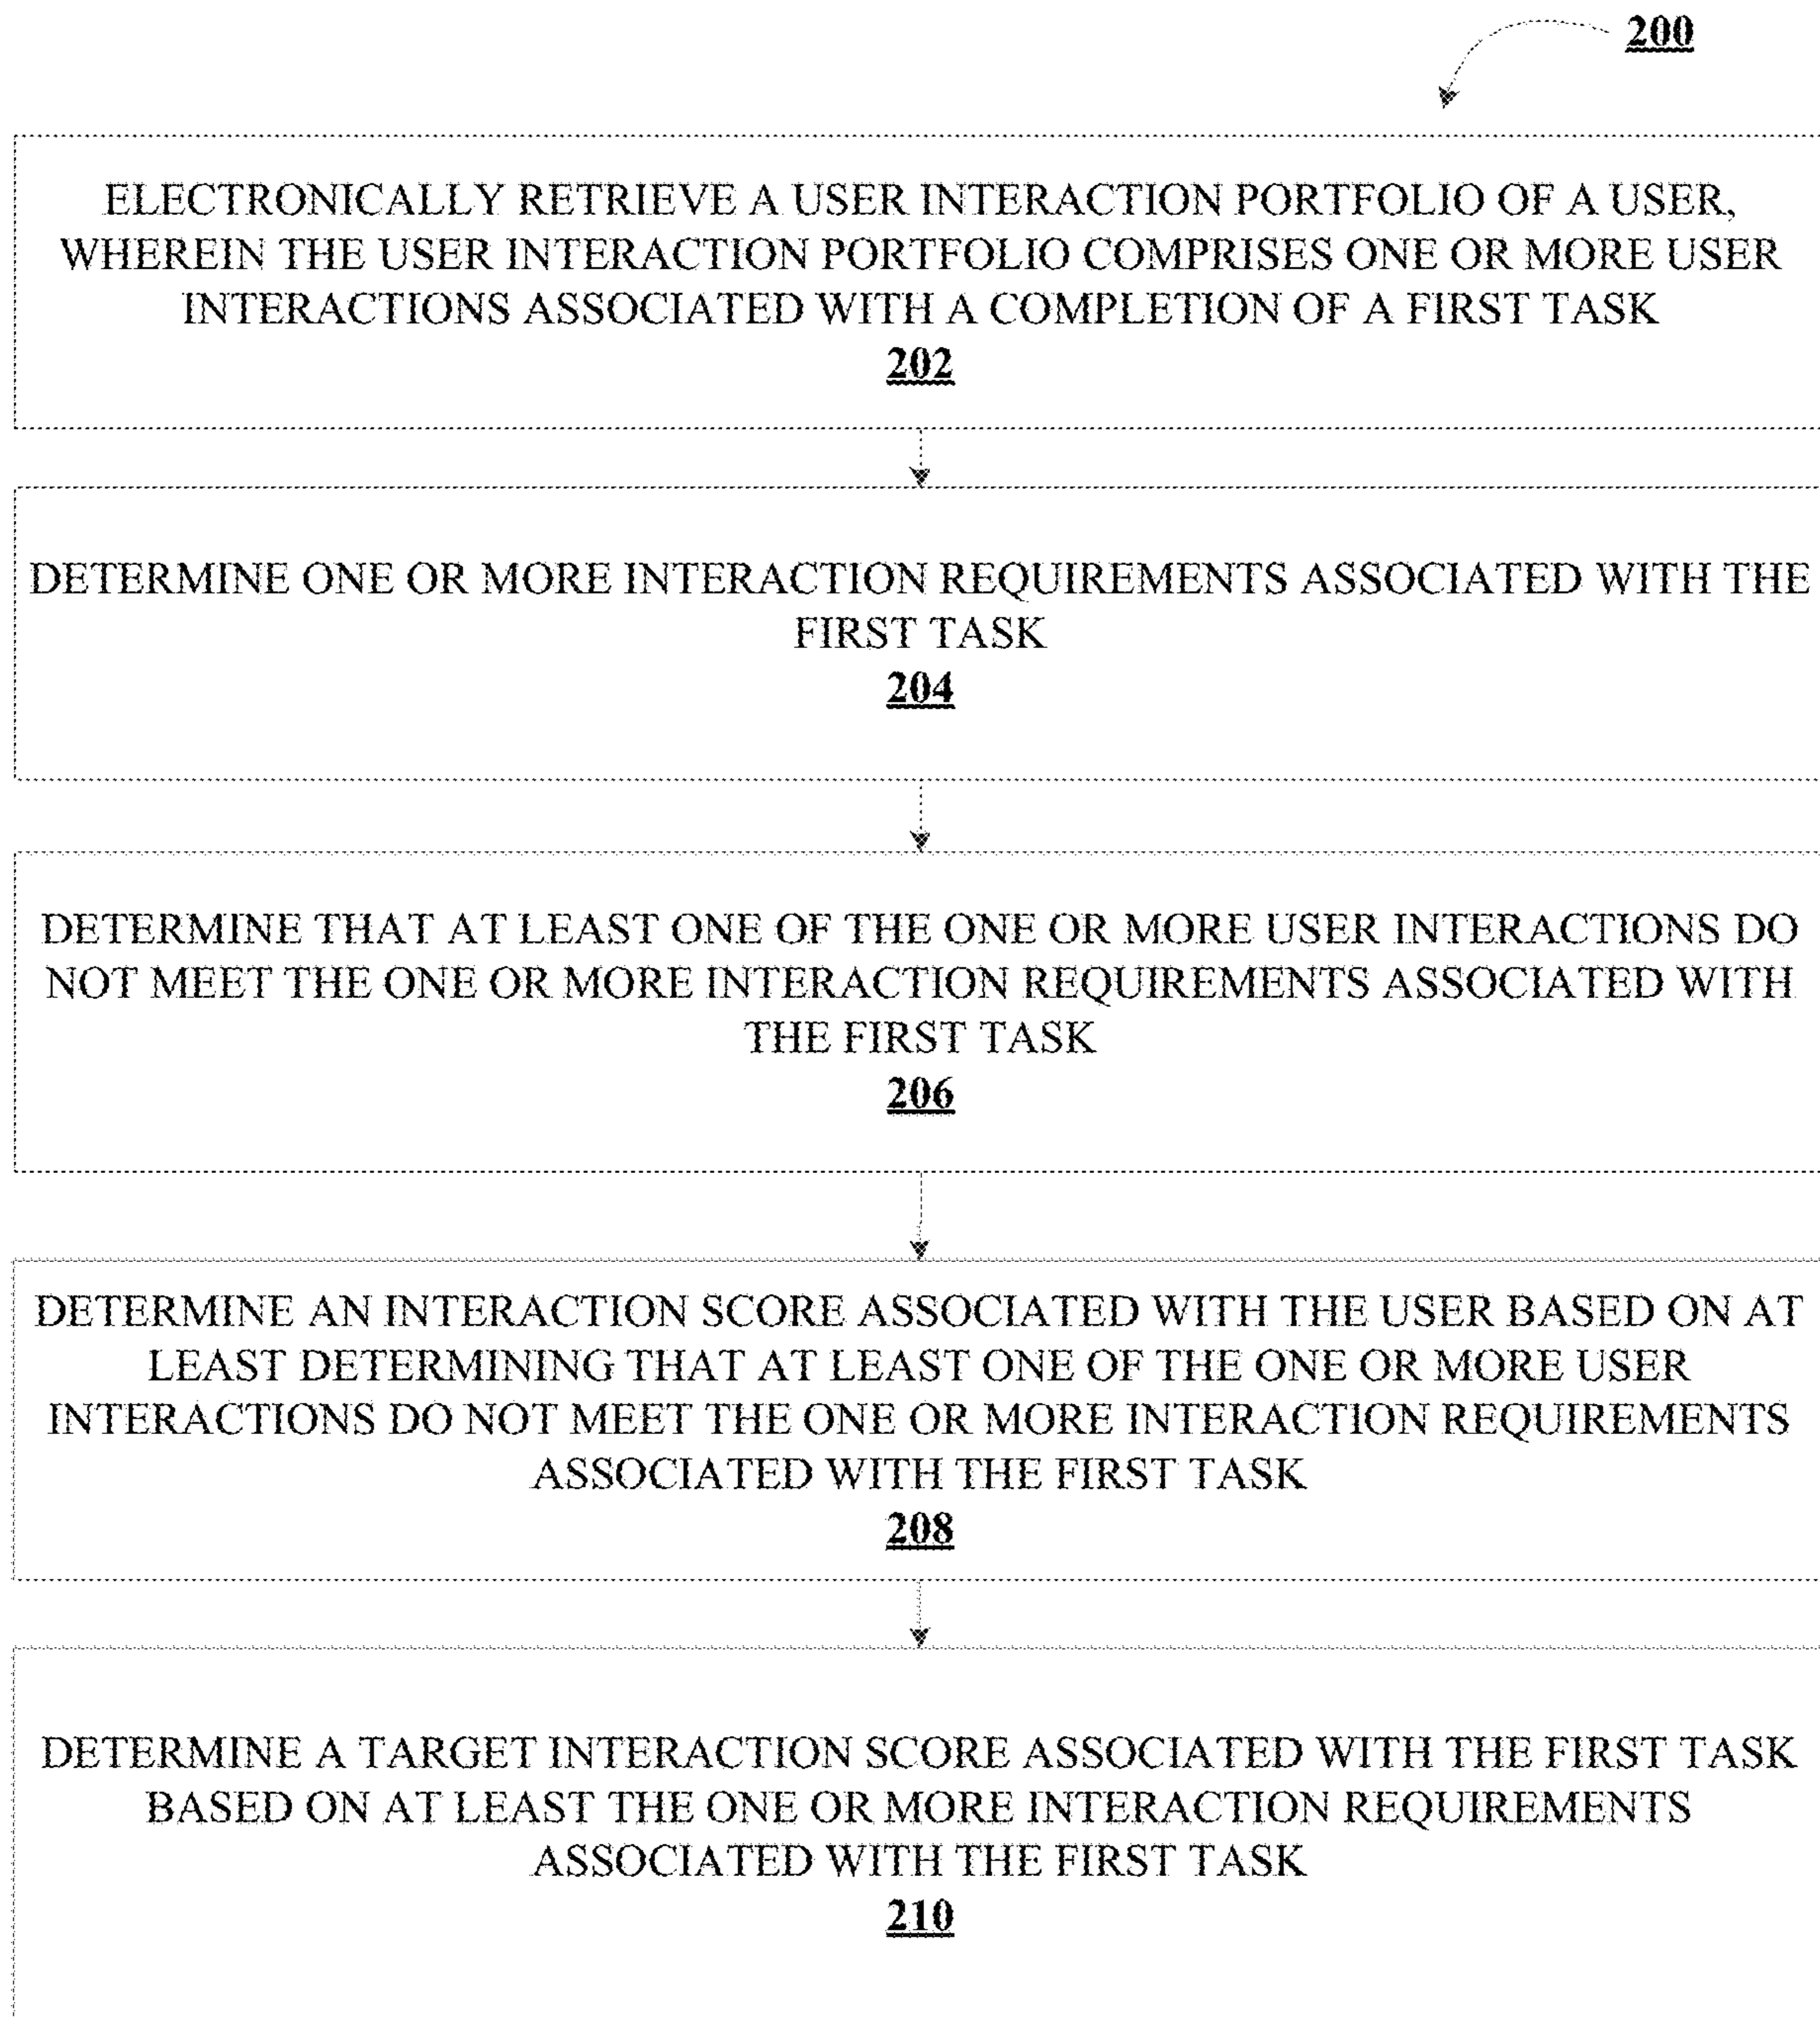 200
ELECTRONICALLY RETRIEVE A USER INTERACTION PORTFOLIO OF A USER,
WHEREIN THE USER INTERACTION PORTFOLIO COMPRISES ONE OR MORE USER
INTERACTIONS ASSOCIATED WITH A COMPLETION OF A FIRST TASK
202
DETERMINE ONE OR MORE INTERACTION REQUIREMENTS ASSOCIATED WITH THE
FIRST TASK
204
DETERMINE THAT AT LEAST ONE OF THE ONE OR MORE USER INTERACTIONS DO
NOT MEET THE ONE OR MORE INTERACTION REQUIREMENTS ASSOCIATED WITH
THE FIRST TASK
206
DETERMINE AN INTERACTION SCORE ASSOCIATED WITH THE USER BASED ON AT
LEAST DETERMINING THAT AT LEAST ONE OF THE ONE OR MORE USER
INTERACTIONS DO NOT MEET THE ONE OR MORE INTERACTION REQUIREMENTS
ASSOCIATED WITH THE FIRST TASK
208
DETERMINE A TARGET INTERACTION SCORE ASSOCIATED WITH THE FIRST TASK
BASED ON AT LEAST THE ONE OR MORE INTERACTION REQUIREMENTS
ASSOCIATED WITH THE FIRST TASK
210